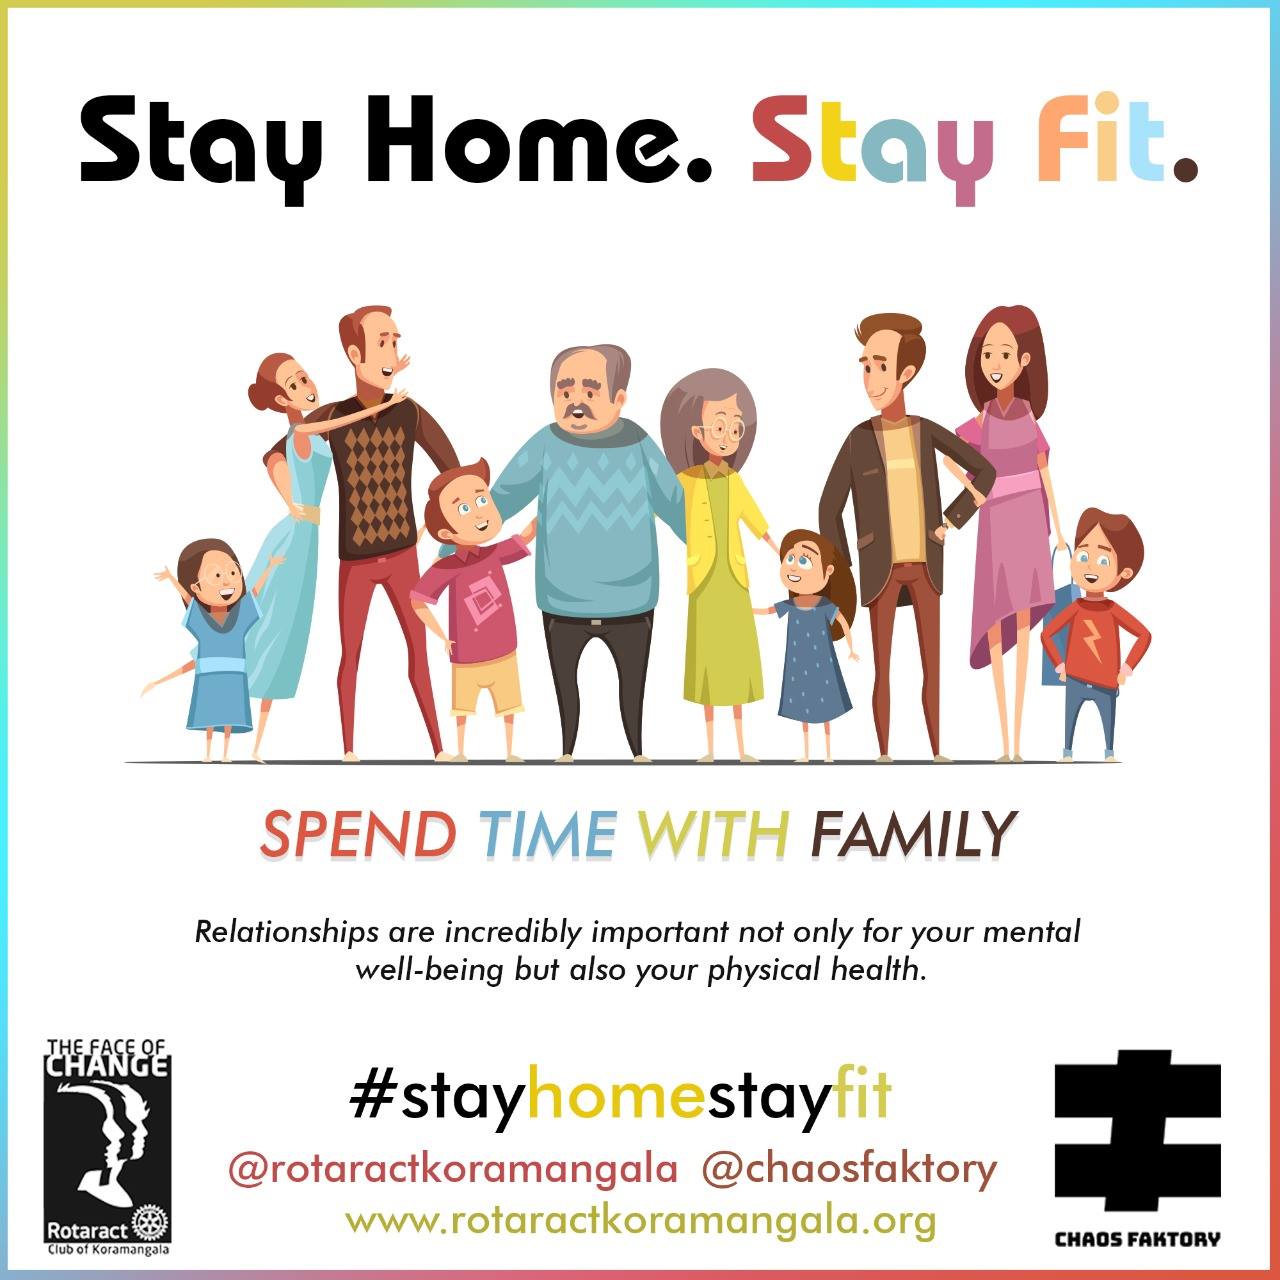 Stay Home. Stay Fit.
SPEND TIME WITH FAMILY
Relationships are incredibly important not only for your mental
well-being but also your physical health.
#stayhomestayfit
@rotaractkoramangala @chaosfaktory
www.rotaractkoramangala.org
THE FACE OF
CHANGE
Rotaract
Club of Koramangala
CHAOS FAKTORY